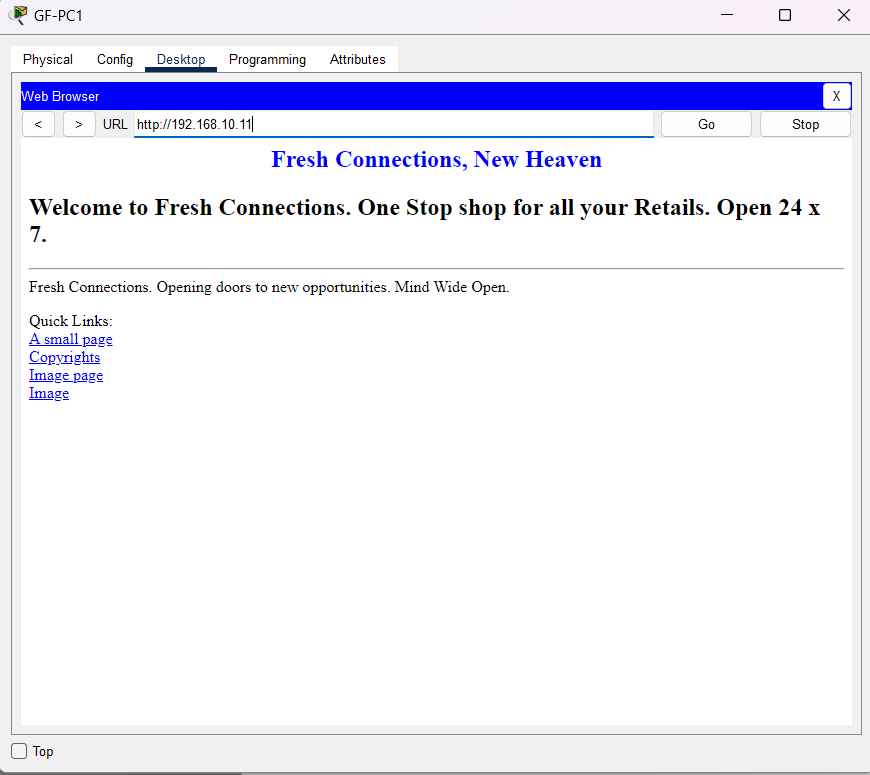 GF-PC1
Physical Config Desktop Programming Attributes
Web Browser X
< > URL http://192.168.10.11 Go Stop
Fresh Connections, New Heaven
Welcome to Fresh Connections. One Stop shop for all your Retails. Open 24 x
7.
Fresh Connections. Opening doors to new opportunities. Mind Wide Open.
Quick Links:
A small page
Copyrights
Image page
Image
Top